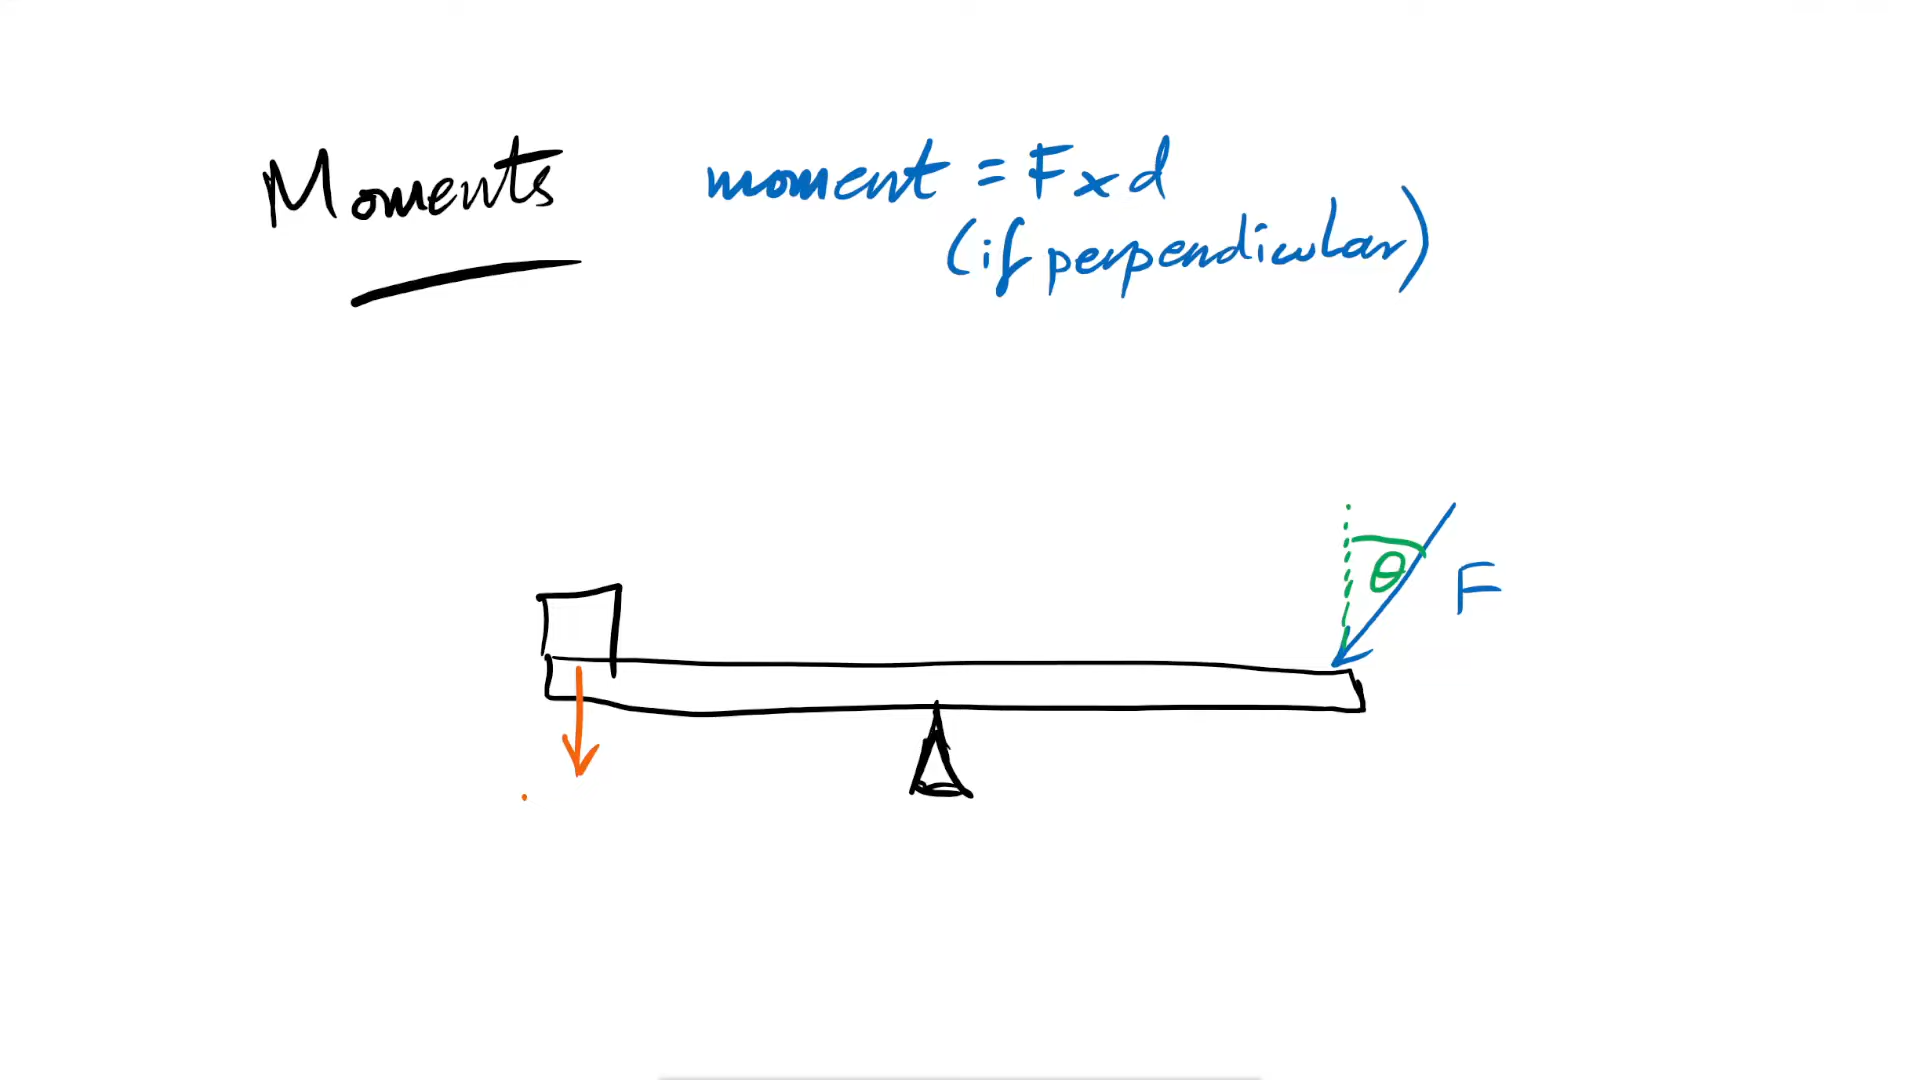 Moments
moment = F x d
(if perpendicular)
θ
F